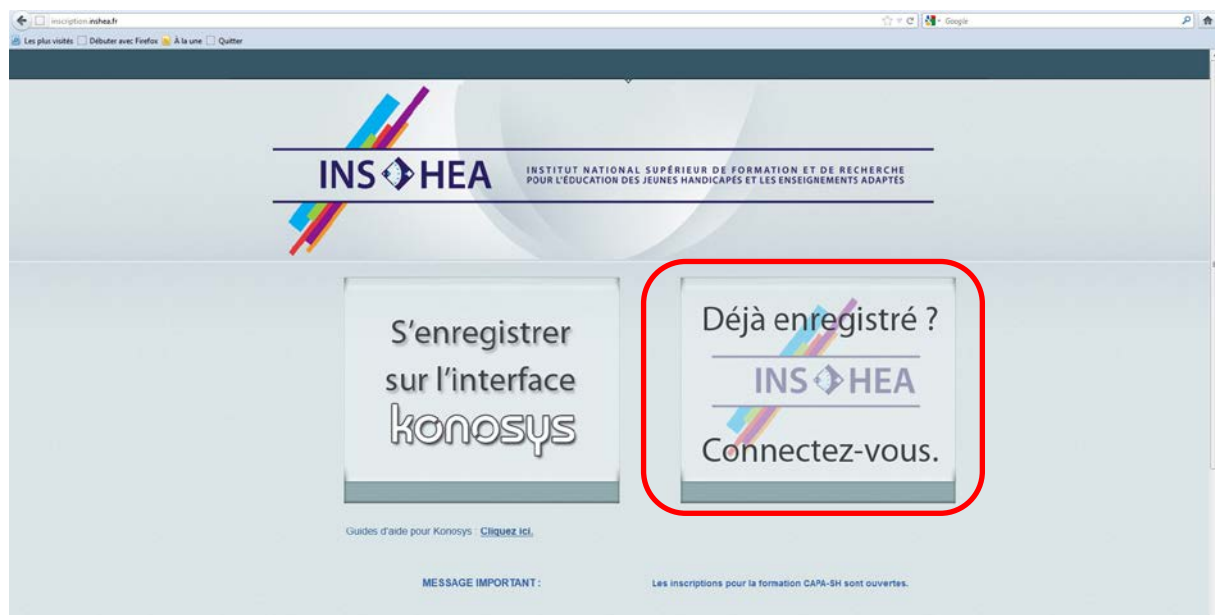 inscription.inshea.fr
Google
Les plus visités Débuter avec Firefox À la une Quitter
INS HEA
INSTITUT NATIONAL SUPÉRIEUR DE FORMATION ET DE RECHERCHE
POUR L'ÉDUCATION DES JEUNES HANDICAPÉS ET LES ENSEIGNEMENTS ADAPTÉS
S'enregistrer
sur l'interface
konosys
Déjà enregistré ?
INS HEA
Connectez-vous.
Guides d'aide pour Konosys : Cliquez ici.
MESSAGE IMPORTANT :
Les inscriptions pour la formation CAPA-SH sont ouvertes.